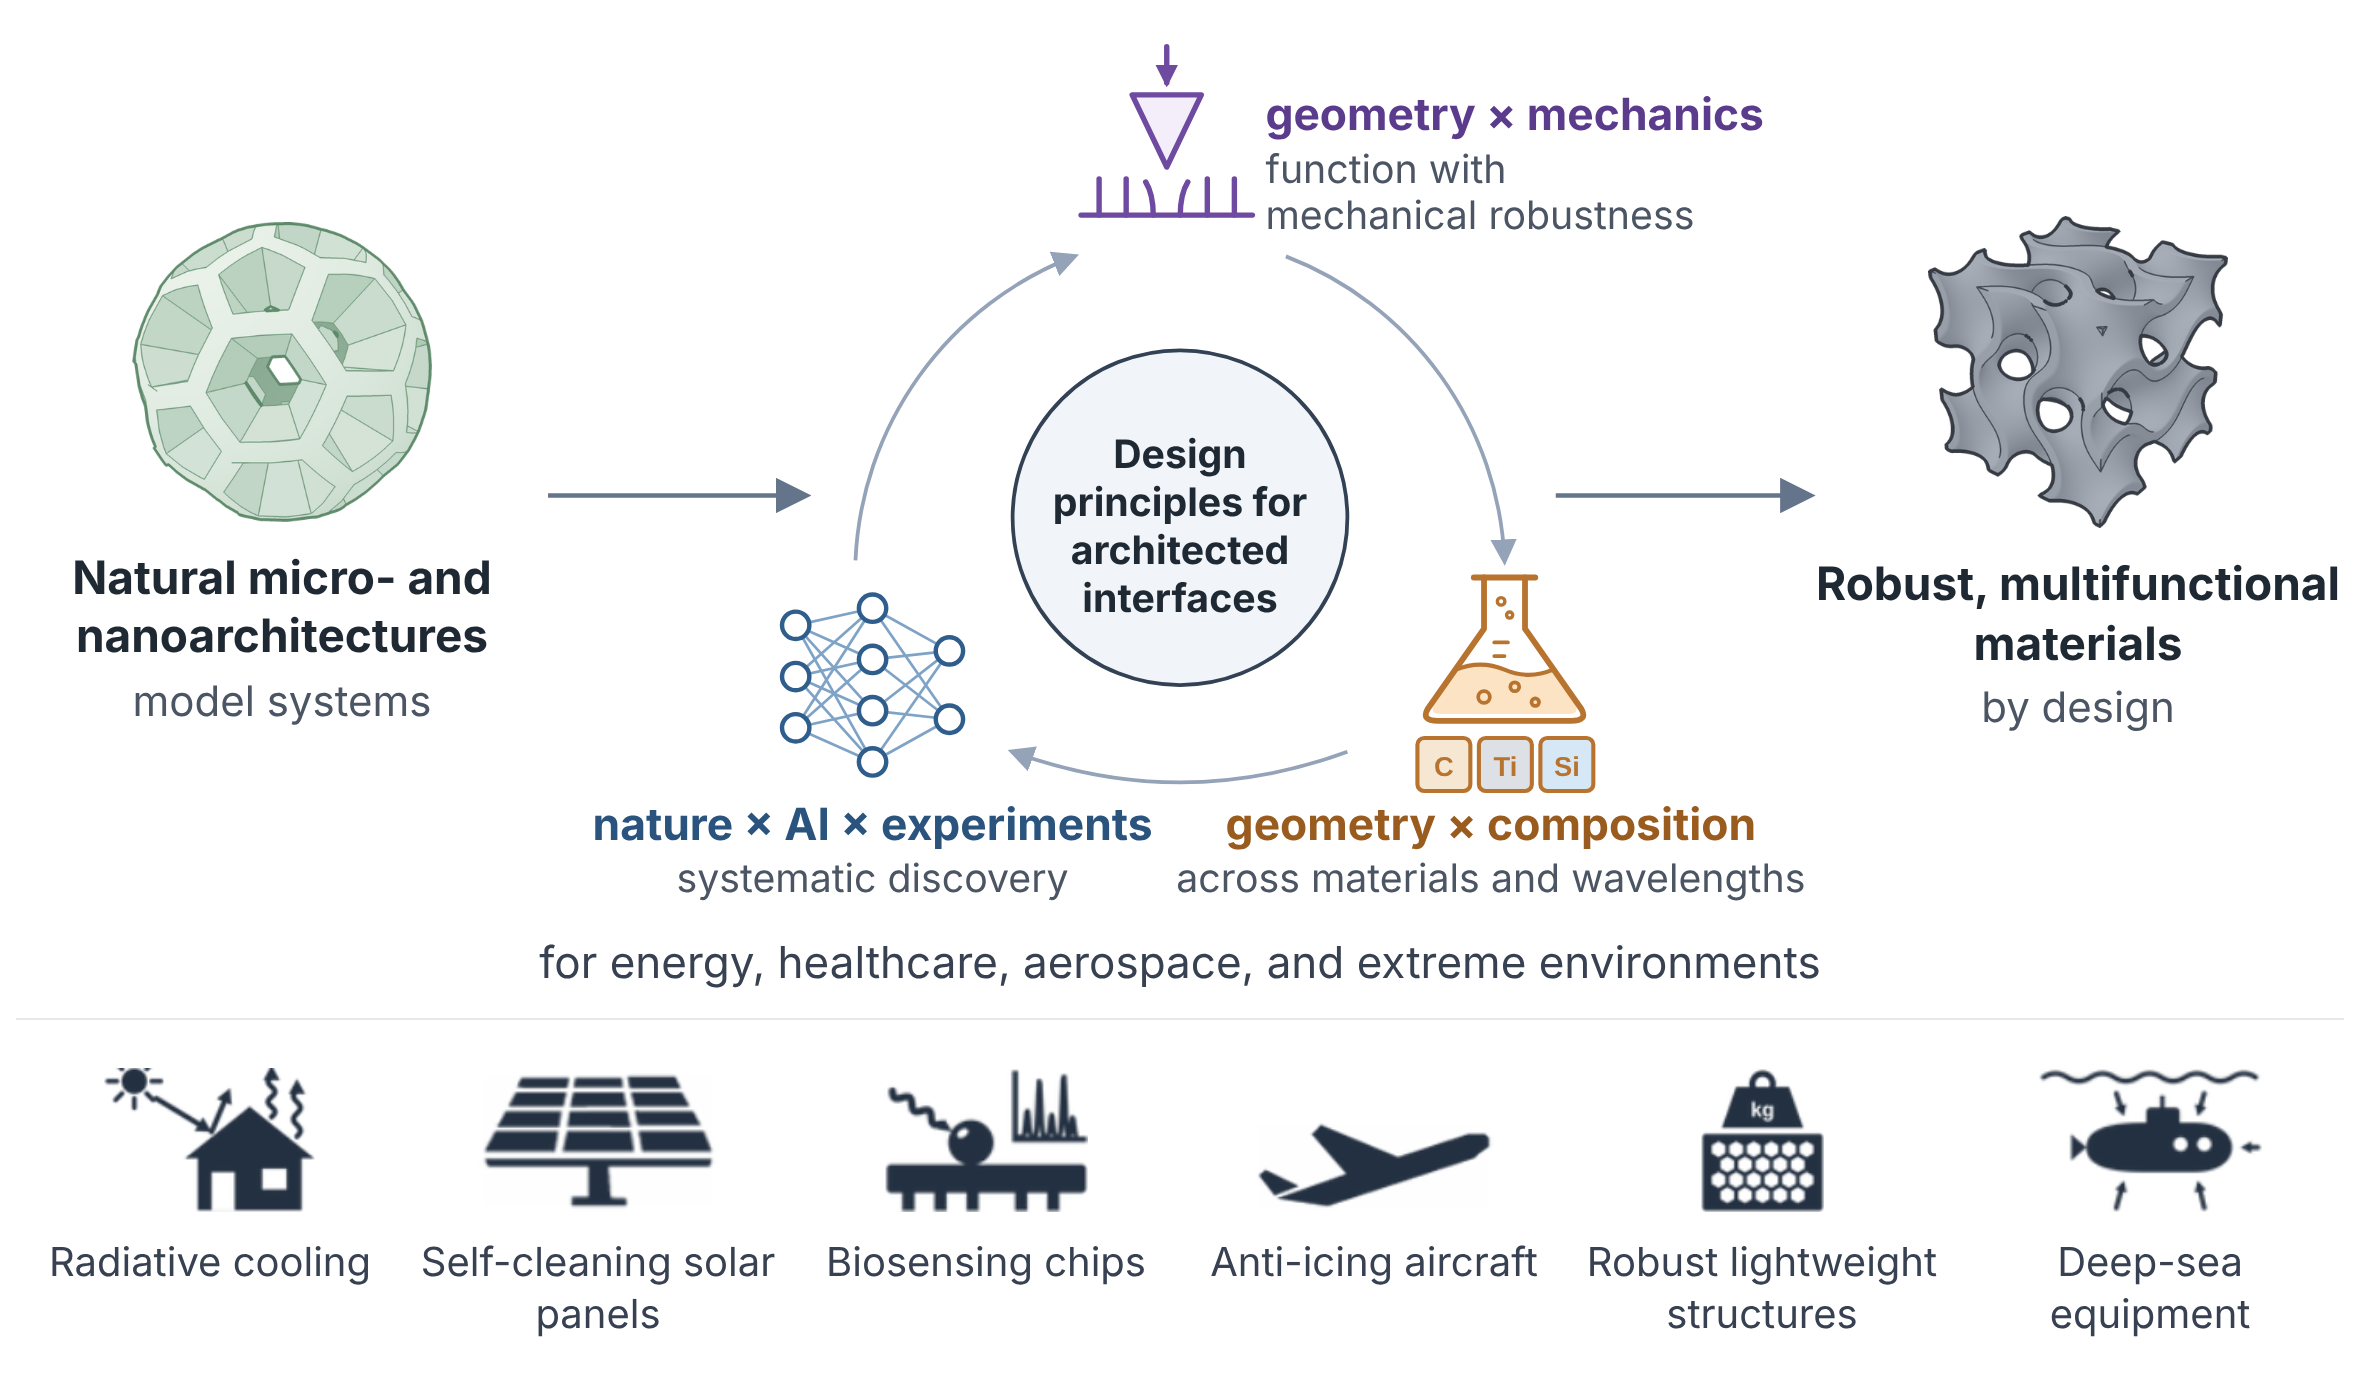 geometry × mechanics
function with
mechanical robustness
Design
principles for
architected
interfaces
Natural micro- and
nanoarchitectures
model systems
Robust, multifunctional
materials
by design
C Ti Si
nature × AI × experiments
systematic discovery
geometry × composition
across materials and wavelengths
for energy, healthcare, aerospace, and extreme environments
kg
Radiative cooling
Self-cleaning solar
panels
Biosensing chips
Anti-icing aircraft
Robust lightweight
structures
Deep-sea
equipment